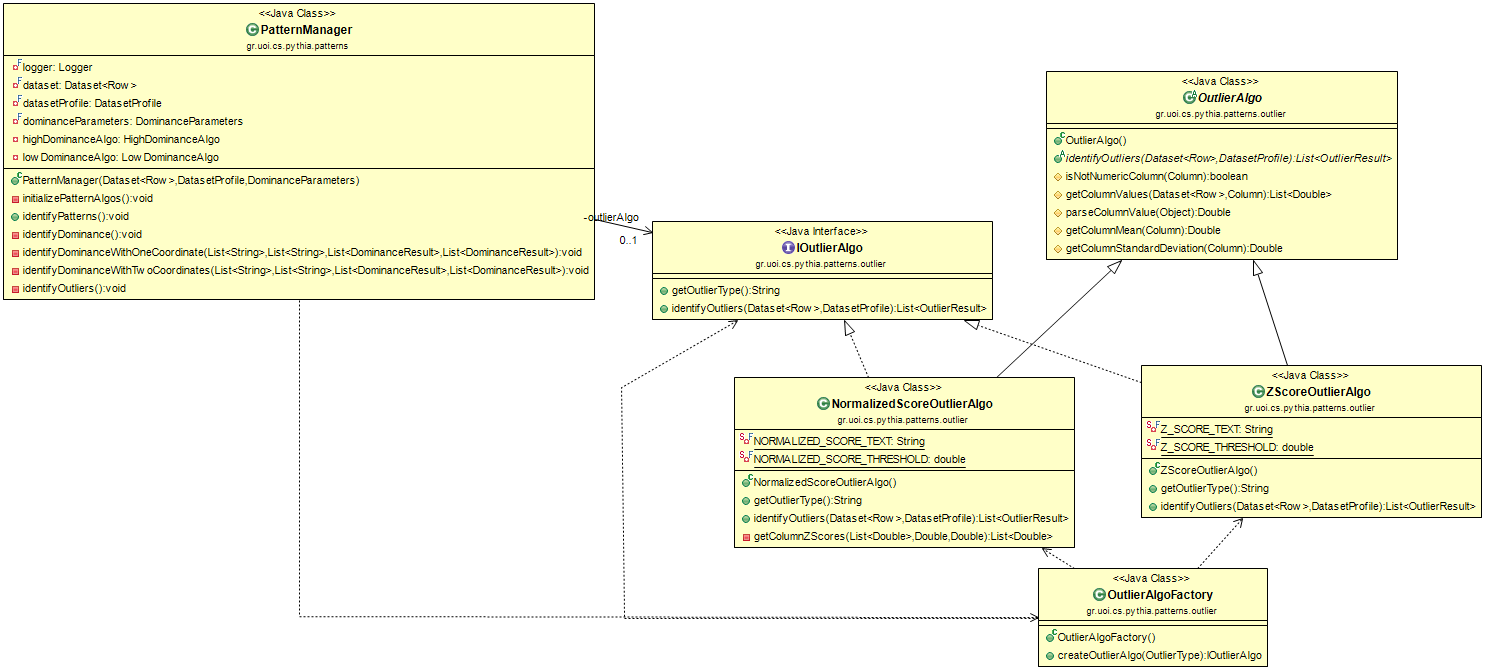 <<Java Class>>
PatternManager
gr.uoi.cs.pythia.patterns
logger: Logger
dataset: Dataset<Row>
datasetProfile: DatasetProfile
dominanceParameters: DominanceParameters
highDominanceAlgo: HighDominanceAlgo
lowDominanceAlgo: LowDominanceAlgo
PatternManager(Dataset<Row>,DatasetProfile,DominanceParameters)
initializePatternAlgos():void
identifyPatterns():void
identifyDominance():void
identifyDominanceWithOneCoordinate(List<String>,List<String>,List<DominanceResult>,List<DominanceResult>):void
identifyDominanceWithTwoCoordinates(List<String>,List<String>,List<DominanceResult>,List<DominanceResult>):void
identifyOutliers():void
-outlierAlgo
0..1
<<Java Interface>>
IOutlierAlgo
gr.uoi.cs.pythia.patterns.outlier
getOutlierType():String
identifyOutliers(Dataset<Row>,DatasetProfile):List<OutlierResult>
<<Java Class>>
OutlierAlgo
gr.uoi.cs.pythia.patterns.outlier
OutlierAlgo()
identifyOutliers(Dataset<Row>,DatasetProfile):List<OutlierResult>
isNotNumericColumn(Column):boolean
getColumnValues(Dataset<Row>,Column):List<Double>
parseColumnValue(Object):Double
getColumnMean(Column):Double
getColumnStandardDeviation(Column):Double
<<Java Class>>
NormalizedScoreOutlierAlgo
gr.uoi.cs.pythia.patterns.outlier
NORMALIZED_SCORE_TEXT: String
NORMALIZED_SCORE_THRESHOLD: double
NormalizedScoreOutlierAlgo()
getOutlierType():String
identifyOutliers(Dataset<Row>,DatasetProfile):List<OutlierResult>
getColumnZScores(List<Double>,Double,Double):List<Double>
<<Java Class>>
ZScoreOutlierAlgo
gr.uoi.cs.pythia.patterns.outlier
Z_SCORE_TEXT: String
Z_SCORE_THRESHOLD: double
ZScoreOutlierAlgo()
getOutlierType():String
identifyOutliers(Dataset<Row>,DatasetProfile):List<OutlierResult>
<<Java Class>>
OutlierAlgoFactory
gr.uoi.cs.pythia.patterns.outlier
OutlierAlgoFactory()
createOutlierAlgo(OutlierType):IOutlierAlgo